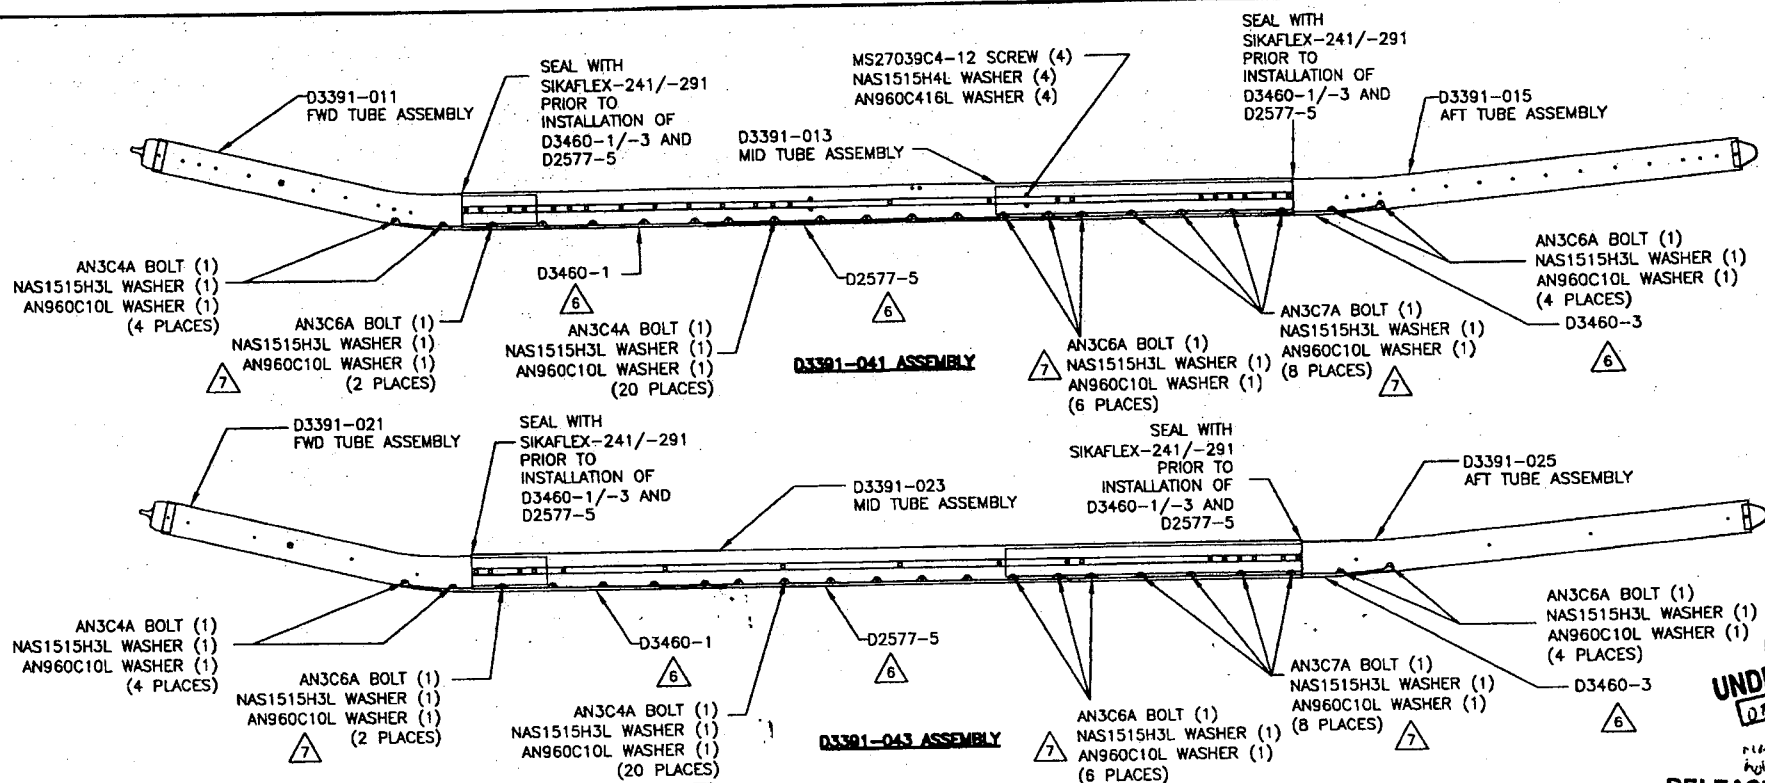 SEAL WITH
SIKAFLEX-241/-291
PRIOR TO
INSTALLATION OF
D3460-1/-3 AND
D2577-5
MS27039C4-12 SCREW (4)
NAS1515H4L WASHER (4)
AN960C416L WASHER (4)
SEAL WITH
SIKAFLEX-241/-291
PRIOR TO
INSTALLATION OF
D3460-1/-3 AND
D2577-5
D3391-011
FWD TUBE ASSEMBLY
D3391-013
MID TUBE ASSEMBLY
D3391-015
AFT TUBE ASSEMBLY
AN3C4A BOLT (1)
NAS1515H3L WASHER (1)
AN960C10L WASHER (1)
(4 PLACES)
AN3C6A BOLT (1)
NAS1515H3L WASHER (1)
AN960C10L WASHER (1)
(2 PLACES)
7
D3460-1
6
AN3C4A BOLT (1)
NAS1515H3L WASHER (1)
AN960C10L WASHER (1)
(20 PLACES)
D2577-5
6
D3391-041 ASSEMBLY
7
AN3C6A BOLT (1)
NAS1515H3L WASHER (1)
AN960C10L WASHER (1)
(6 PLACES)
AN3C7A BOLT (1)
NAS1515H3L WASHER (1)
AN960C10L WASHER (1)
(8 PLACES)
7
AN3C6A BOLT (1)
NAS1515H3L WASHER (1)
AN960C10L WASHER (1)
(4 PLACES)
D3460-3
6
D3391-021
FWD TUBE ASSEMBLY
SEAL WITH
SIKAFLEX-241/-291
PRIOR TO
INSTALLATION OF
D3460-1/-3 AND
D2577-5
D3391-023
MID TUBE ASSEMBLY
SEAL WITH
SIKAFLEX-241/-291
PRIOR TO
INSTALLATION OF
D3460-1/-3 AND
D2577-5
D3391-025
AFT TUBE ASSEMBLY
AN3C4A BOLT (1)
NAS1515H3L WASHER (1)
AN960C10L WASHER (1)
(4 PLACES)
AN3C6A BOLT (1)
NAS1515H3L WASHER (1)
AN960C10L WASHER (1)
(2 PLACES)
7
D3460-1
6
AN3C4A BOLT (1)
NAS1515H3L WASHER (1)
AN960C10L WASHER (1)
(20 PLACES)
D2577-5
6
D3391-043 ASSEMBLY
7
AN3C6A BOLT (1)
NAS1515H3L WASHER (1)
AN960C10L WASHER (1)
(6 PLACES)
AN3C7A BOLT (1)
NAS1515H3L WASHER (1)
AN960C10L WASHER (1)
(8 PLACES)
7
AN3C6A BOLT (1)
NAS1515H3L WASHER (1)
AN960C10L WASHER (1)
(4 PLACES)
D3460-3
6